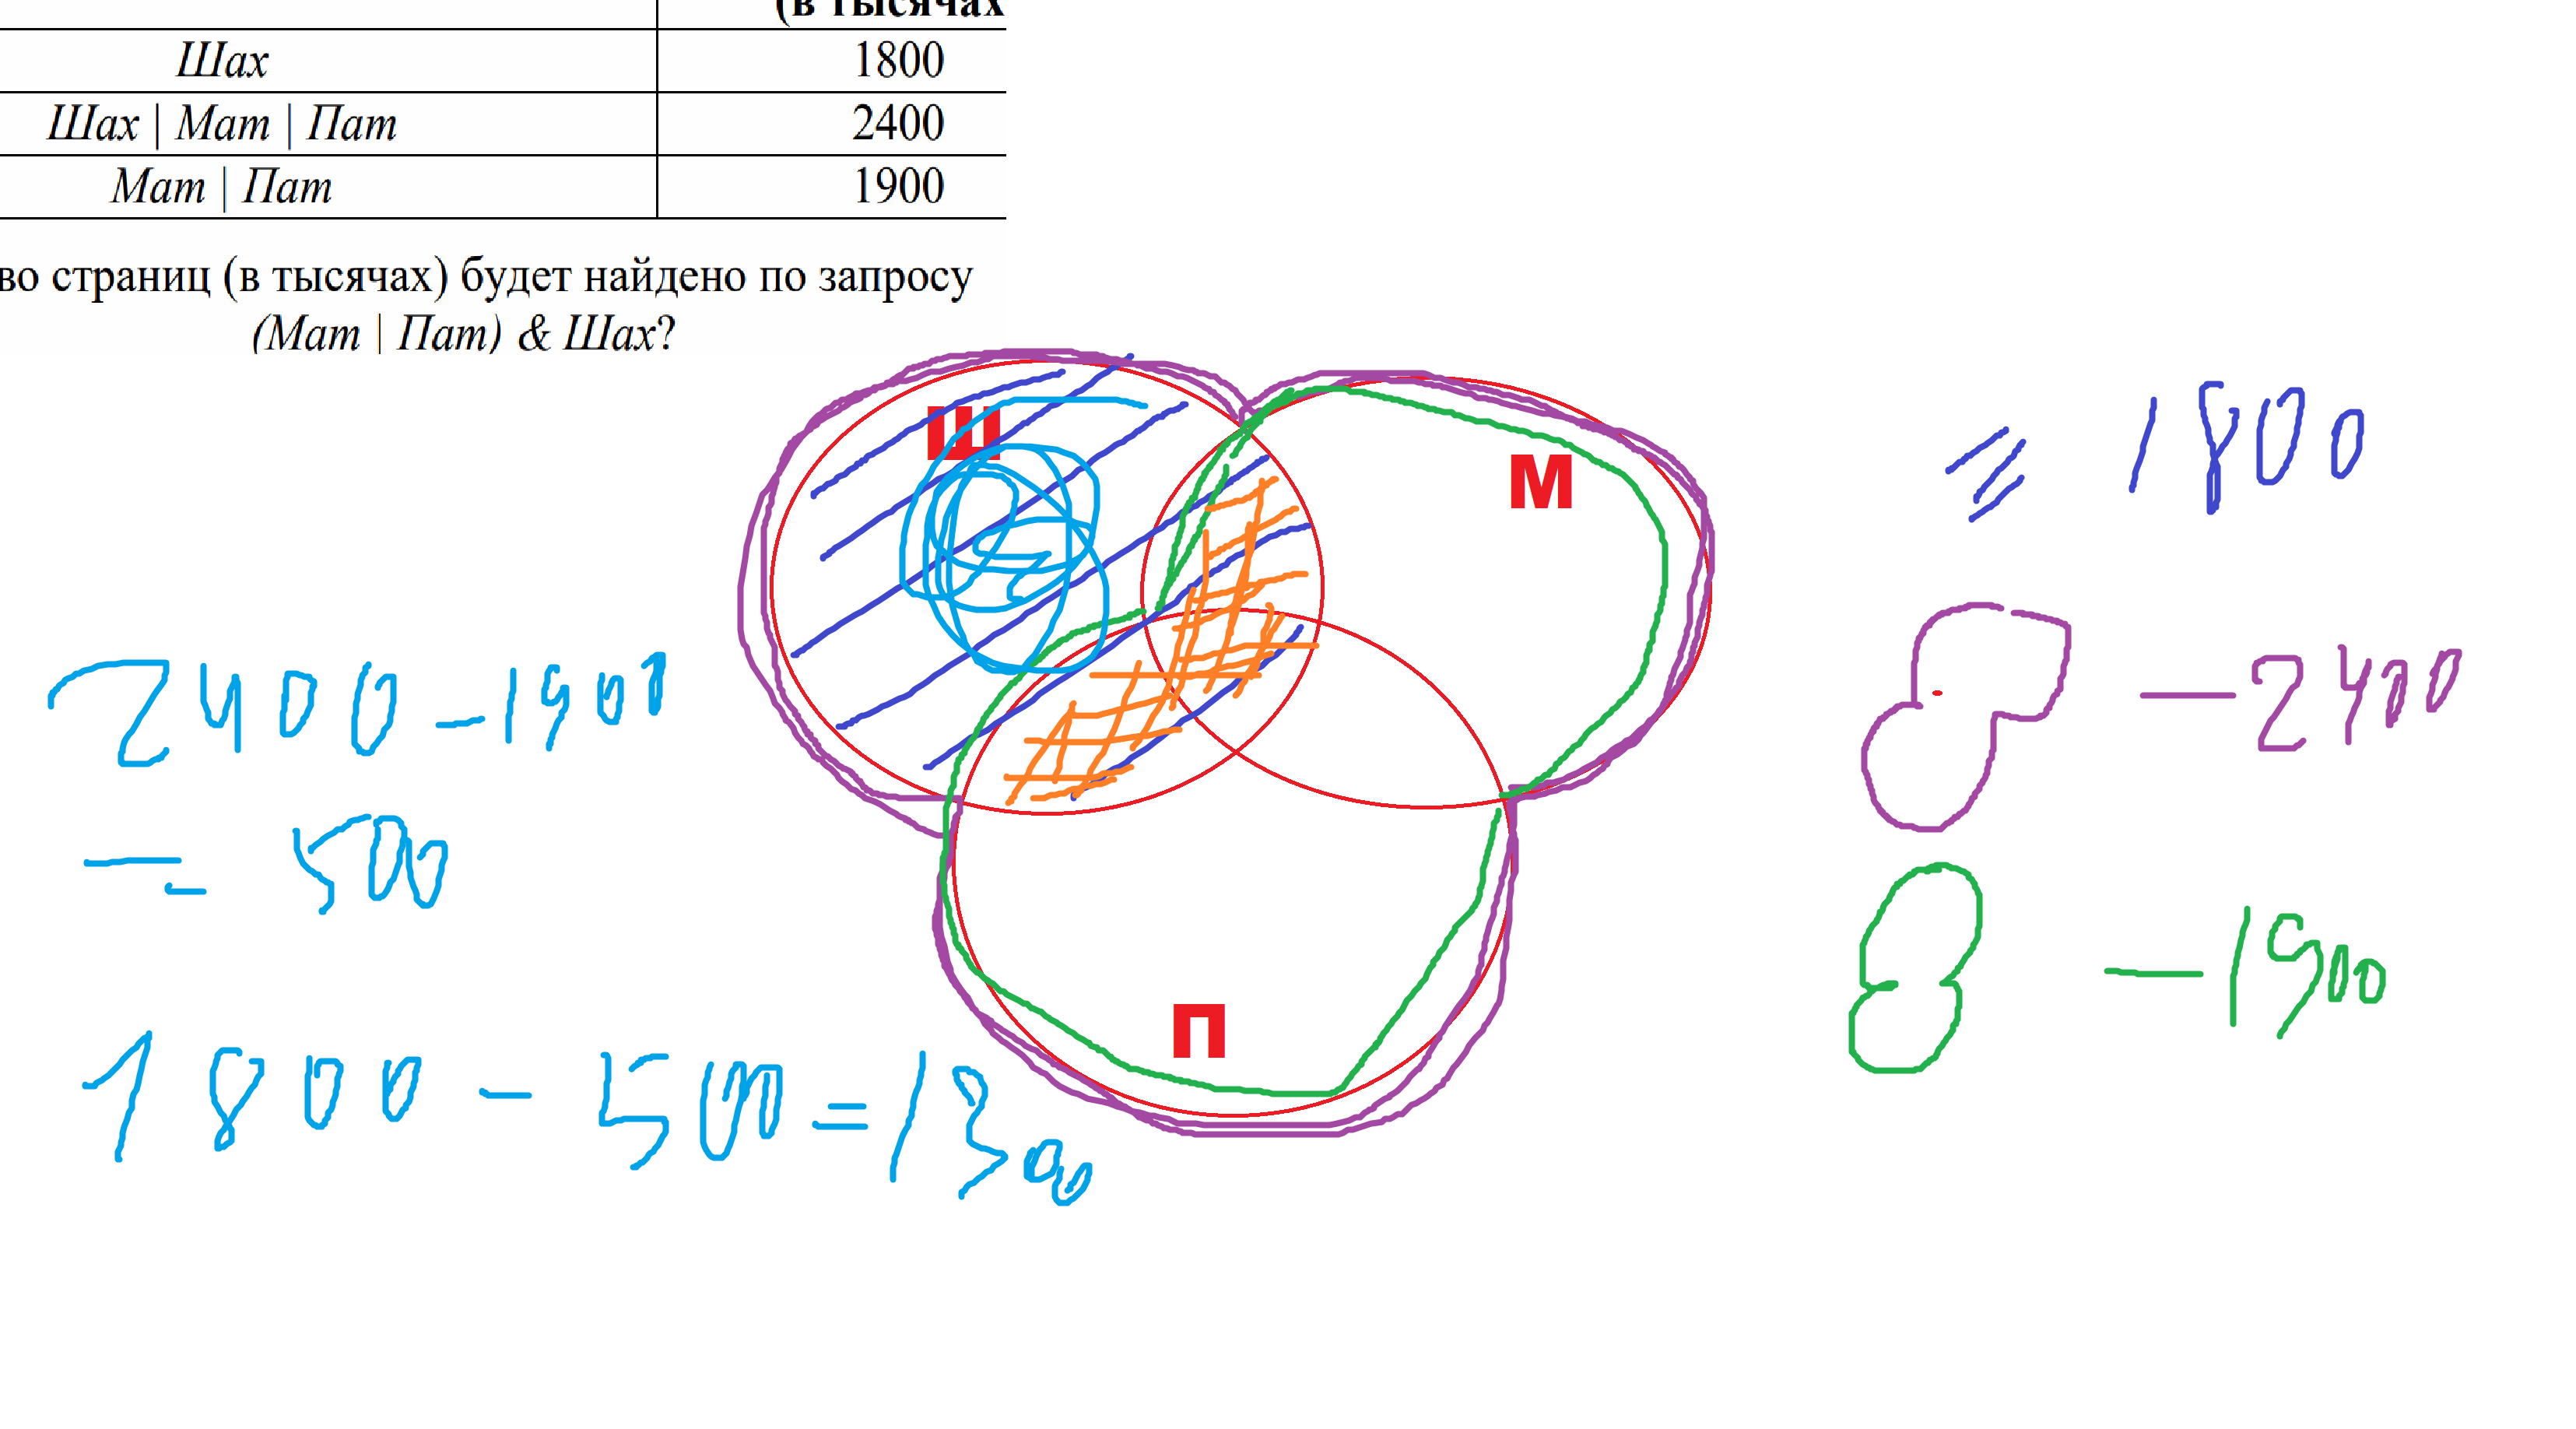 (в тысячах
Шах 1800
Шах | Мат | Пат 2400
Мат | Пат 1900
во страниц (в тысячах) будет найдено по запросу
(Мат | Пат) & Шах?
Ш
М
П
1800
— 2400
— 1900
2400 - 1900
= 500
1800 - 500 = 1300